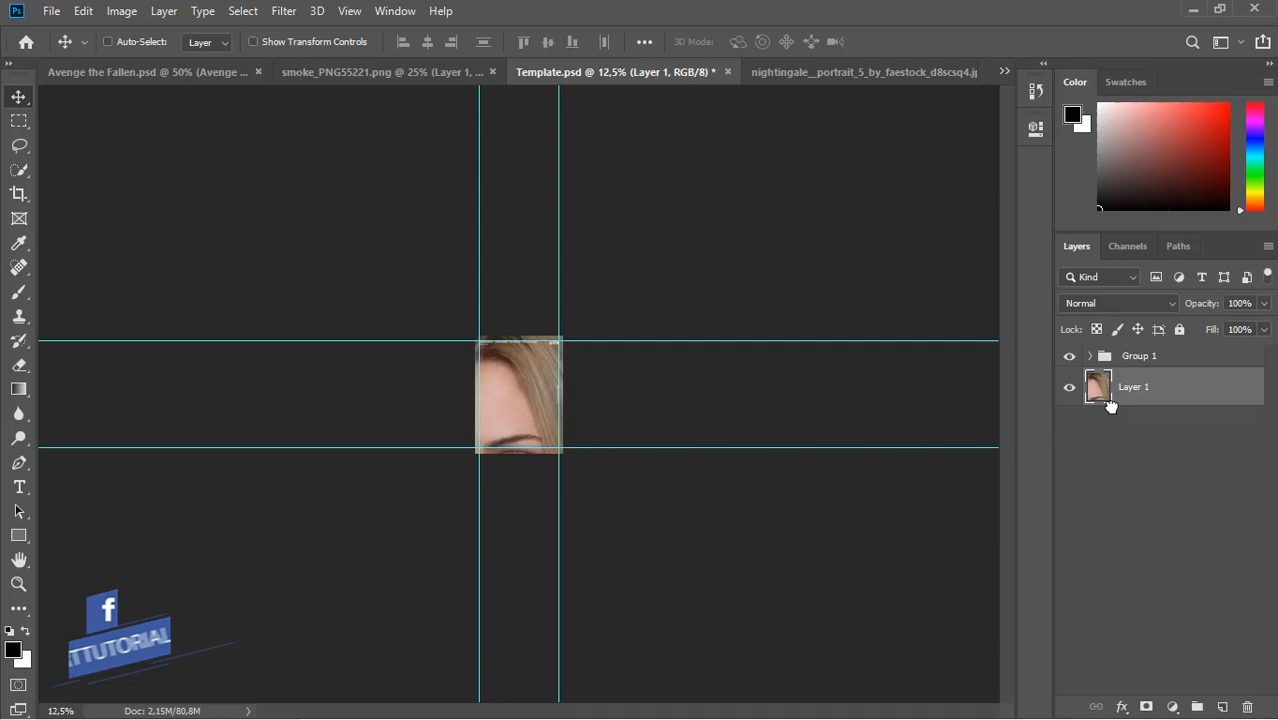 Ps File Edit Image Layer Type Select Filter 3D View Window Help
Auto-Select: Layer Show Transform Controls 3D Mode:
Avenge the Fallen.psd @ 50% (Avenge ... smoke_PNG55221.png @ 25% (Layer 1, ... Template.psd @ 12,5% (Layer 1, RGB/8) * nightingale__portrait_5_by_faestock_d8scsq4.jp
Color Swatches
Layers Channels Paths
Kind
Normal Opacity: 100%
Lock: Fill: 100%
Group 1
Layer 1
f
TTUTORIAL
12,5% Doc: 2,15M/80,8M